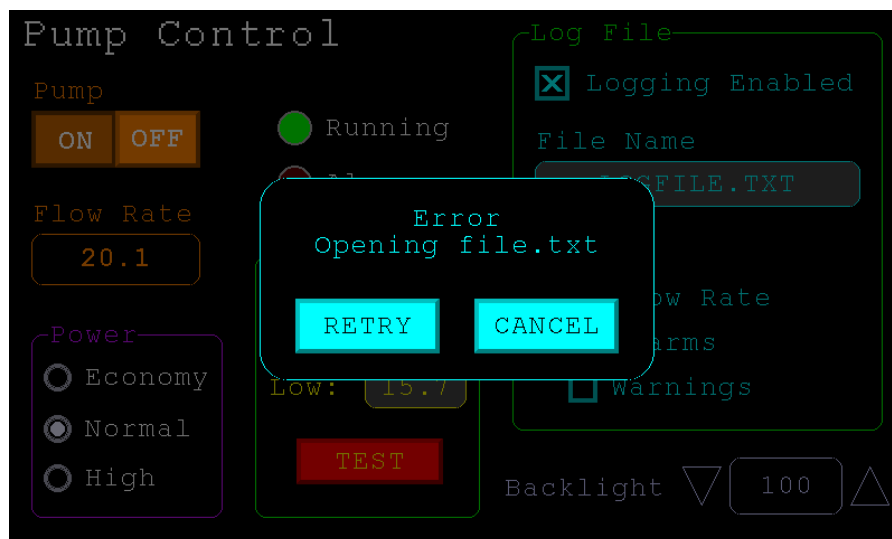 Pump Control
Log File
Logging Enabled
Pump
ON
OFF
Running
File Name
Flow Rate
20.1
Error
Opening file.txt
RETRY
CANCEL
Power
Economy
Normal
High
Low:
15.7
Warnings
TEST
Rate
Backlight
100